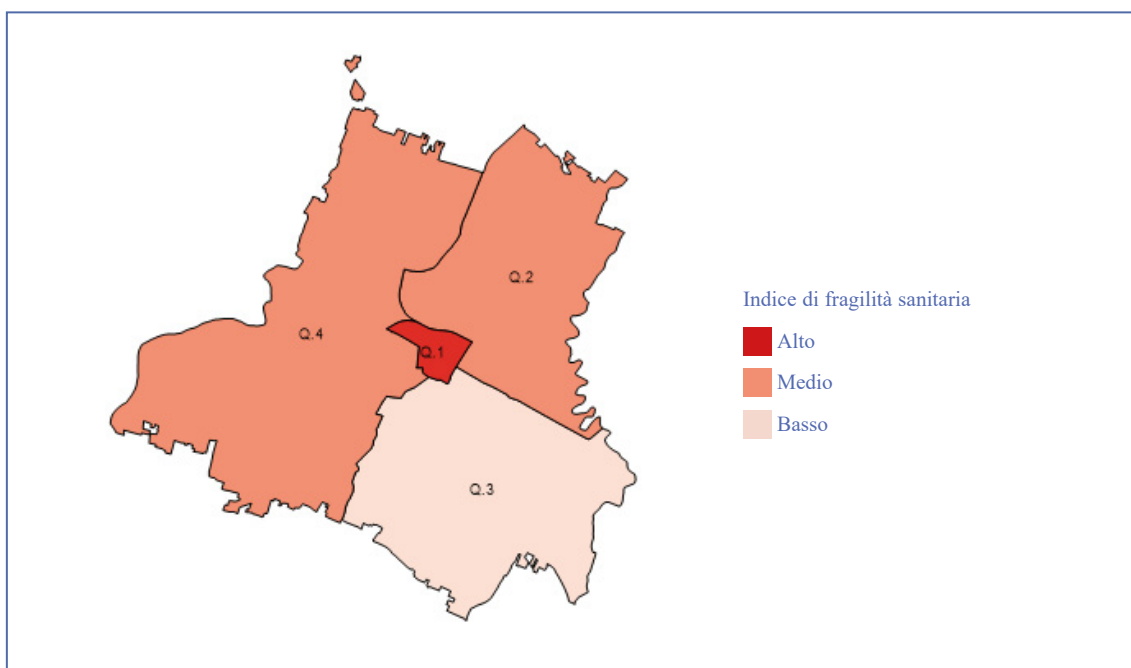 Q.2
Q.4
Q.1
Q.3
Indice di fragilità sanitaria
Alto
Medio
Basso